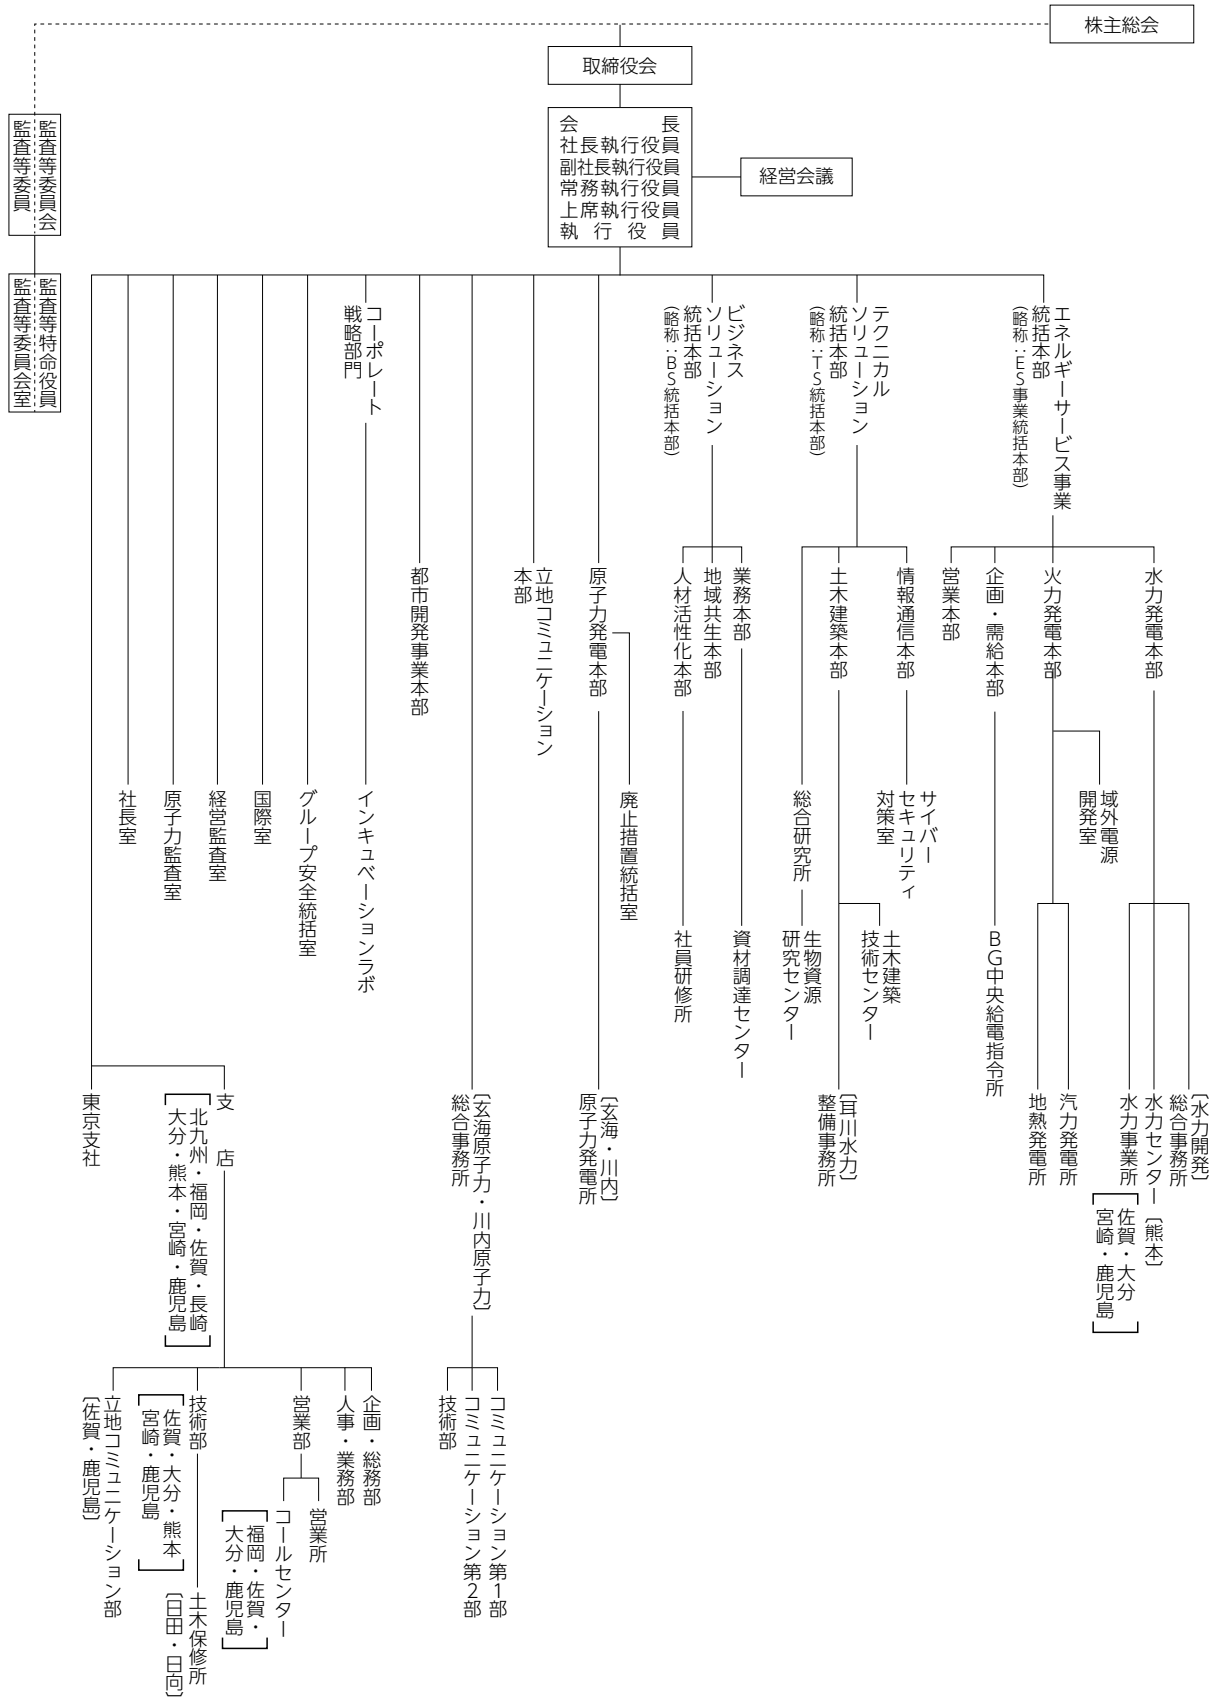 株主総会
取締役会
会長
社長執行役員
副社長執行役員
常務執行役員
上席執行役員
執行役員
経営会議
監査等委員会
監査等委員
監査等特命役員
監査等委員会室
エネルギーサービス事業
統括本部
（略称：ＥＳ事業統括本部）
水力発電本部
〔水力開発〕
総合事務所
水力センター〔熊本〕
水力事業所
佐賀・大分
宮崎・鹿児島
火力発電本部
域外電源
開発室
汽力発電所
地熱発電所
企画・需給本部
ＢＧ中央給電指令所
営業本部
テクニカル
ソリューション
統括本部
（略称：ＴＳ統括本部）
情報通信本部
サイバー
セキュリティ
対策室
土木建築本部
土木建築
技術センター
〔耳川水力〕
整備事務所
総合研究所
生物資源
研究センター
ビジネス
ソリューション
統括本部
（略称：ＢＳ統括本部）
業務本部
資材調達センター
地域共生本部
人材活性化本部
社員研修所
原子力発電本部
廃止措置統括室
〔玄海・川内〕
原子力発電所
立地コミュニケーション
本部
〔玄海原子力・川内原子力〕
総合事務所
コミュニケーション第１部
コミュニケーション第２部
技術部
都市開発事業本部
コーポレート
戦略部門
インキュベーションラボ
グループ安全統括室
国際室
経営監査室
原子力監査室
社長室
支店
北九州・福岡・佐賀・長崎
大分・熊本・宮崎・鹿児島
企画・総務部
人事・業務部
営業部
営業所
コールセンター
福岡・佐賀・
大分・鹿児島
技術部
佐賀・大分・熊本
宮崎・鹿児島
土木保修所
〔日田・日向〕
立地コミュニケーション部
〔佐賀・鹿児島〕
東京支社